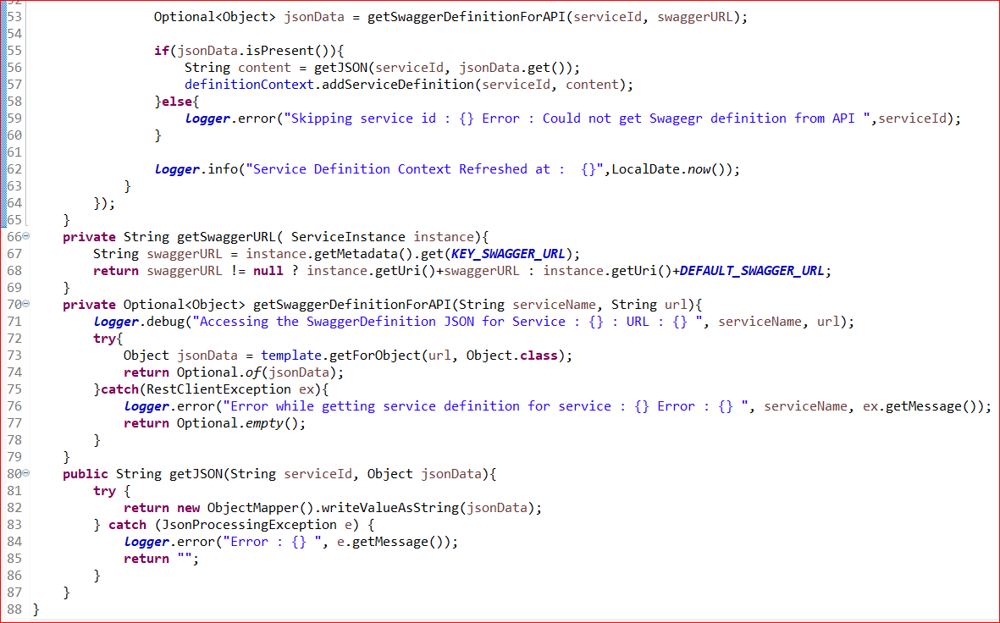 52
53                 Optional<Object> jsonData = getSwaggerDefinitionForAPI(serviceId, swaggerURL);
54
55                 if(jsonData.isPresent()){
56                     String content = getJSON(serviceId, jsonData.get());
57                     definitionContext.addServiceDefinition(serviceId, content);
58                 }else{
59                     logger.error("Skipping service id : {} Error : Could not get Swagegr definition from API ",serviceId);
60                 }
61
62                 logger.info("Service Definition Context Refreshed at :  {}",LocalDate.now());
63             }
64         });
65     }
66     private String getSwaggerURL( ServiceInstance instance){
67         String swaggerURL = instance.getMetadata().get(KEY_SWAGGER_URL);
68         return swaggerURL != null ? instance.getUri()+swaggerURL : instance.getUri()+DEFAULT_SWAGGER_URL;
69     }
70     private Optional<Object> getSwaggerDefinitionForAPI(String serviceName, String url){
71         logger.debug("Accessing the SwaggerDefinition JSON for Service : {} : URL : {} ", serviceName, url);
72         try{
73             Object jsonData = template.getForObject(url, Object.class);
74             return Optional.of(jsonData);
75         }catch(RestClientException ex){
76             logger.error("Error while getting service definition for service : {} Error : {} ", serviceName, ex.getMessage());
77             return Optional.empty();
78         }
79     }
80     public String getJSON(String serviceId, Object jsonData){
81         try {
82             return new ObjectMapper().writeValueAsString(jsonData);
83         } catch (JsonProcessingException e) {
84             logger.error("Error : {} ", e.getMessage());
85             return "";
86         }
87     }
88 }